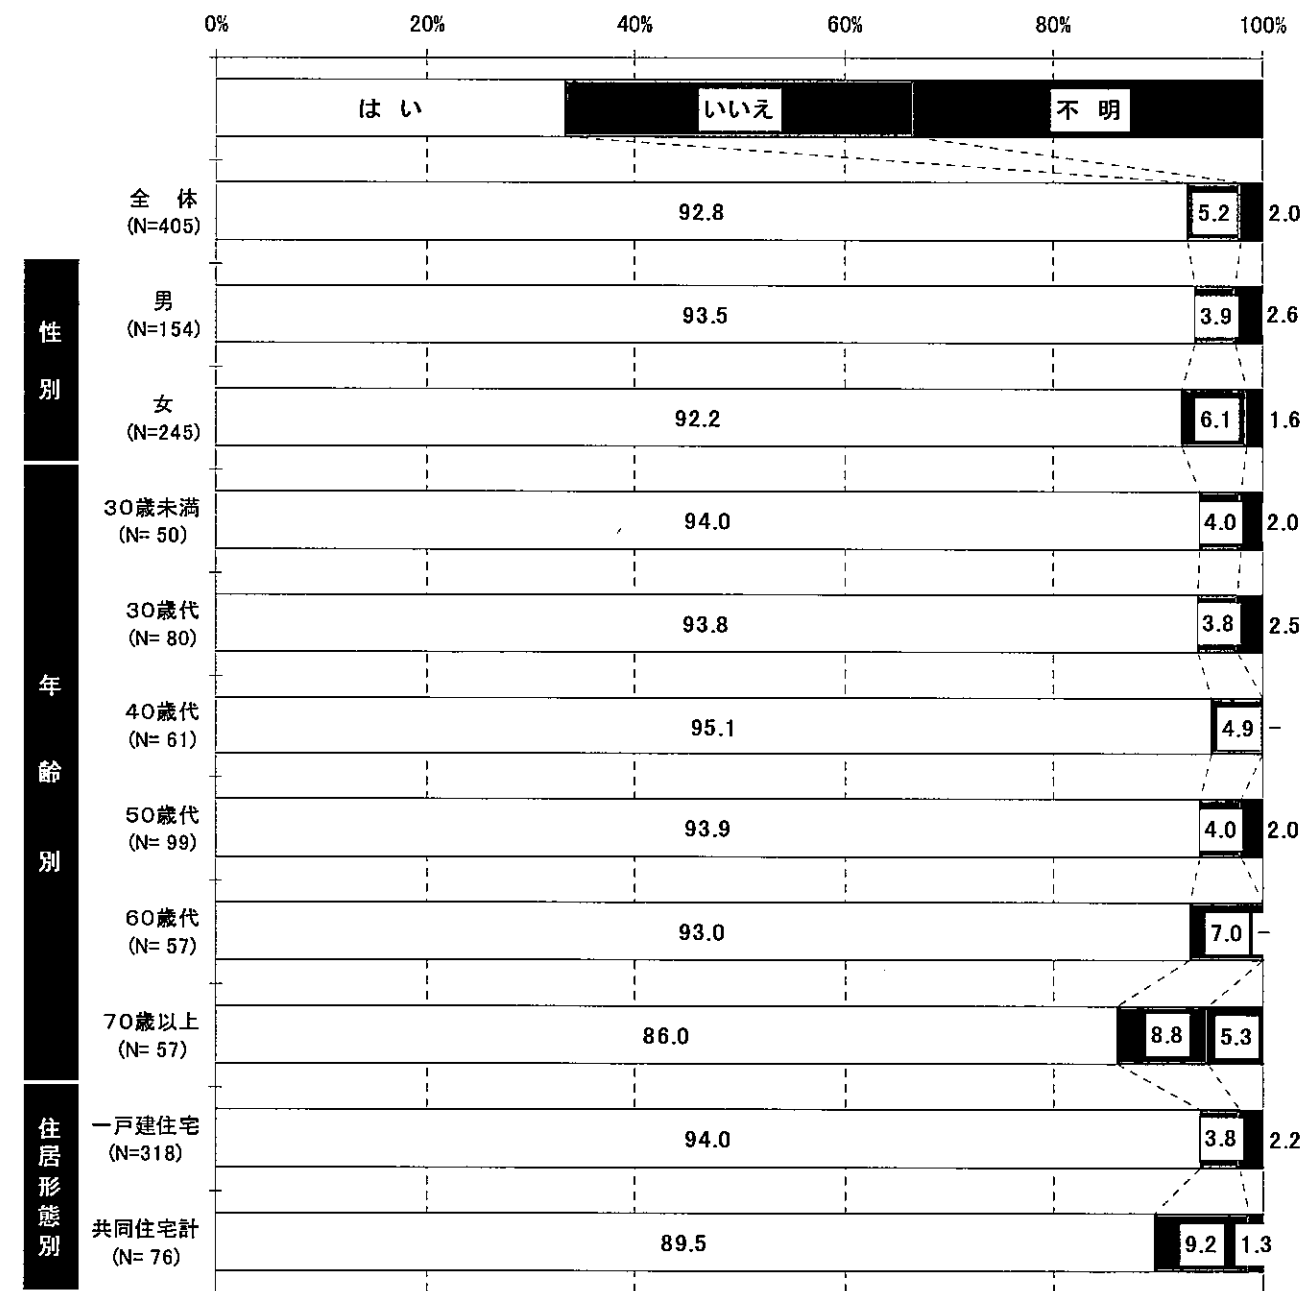 0% 20% 40% 60% 80% 100%
はい いいえ 不明
全体
(N=405)
92.8 5.2 2.0
性別
男
(N=154)
93.5 3.9 2.6
女
(N=245)
92.2 6.1 1.6
年齢別
30歳未満
(N= 50)
94.0 4.0 2.0
30歳代
(N= 80)
93.8 3.8 2.5
40歳代
(N= 61)
95.1 4.9 -
50歳代
(N= 99)
93.9 4.0 2.0
60歳代
(N= 57)
93.0 7.0 -
70歳以上
(N= 57)
86.0 8.8 5.3
住居形態別
一戸建住宅
(N=318)
94.0 3.8 2.2
共同住宅計
(N= 76)
89.5 9.2 1.3